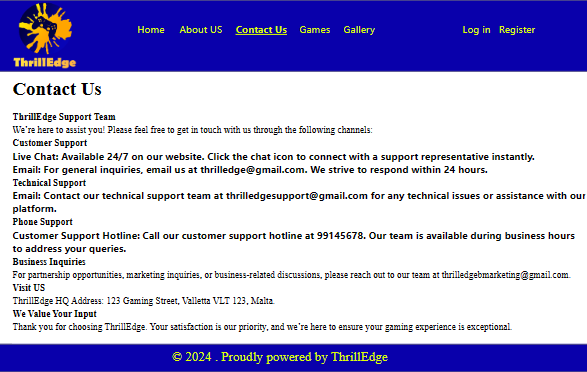 ThrillEdge
Home About US Contact Us Games Gallery Log in Register
Contact Us
ThrillEdge Support Team
We're here to assist you! Please feel free to get in touch with us through the following channels:
Customer Support
Live Chat: Available 24/7 on our website. Click the chat icon to connect with a support representative instantly.
Email: For general inquiries, email us at thrilledge@gmail.com. We strive to respond within 24 hours.
Technical Support
Email: Contact our technical support team at thrilledgesupport@gmail.com for any technical issues or assistance with our
platform.
Phone Support
Customer Support Hotline: Call our customer support hotline at 99145678. Our team is available during business hours
to address your queries.
Business Inquiries
For partnership opportunities, marketing inquiries, or business-related discussions, please reach out to our team at thrilledgebmarketing@gmail.com.
Visit US
ThrillEdge HQ Address: 123 Gaming Street, Valletta VLT 123, Malta.
We Value Your Input
Thank you for choosing ThrillEdge. Your satisfaction is our priority, and we're here to ensure your gaming experience is exceptional.
© 2024 . Proudly powered by ThrillEdge